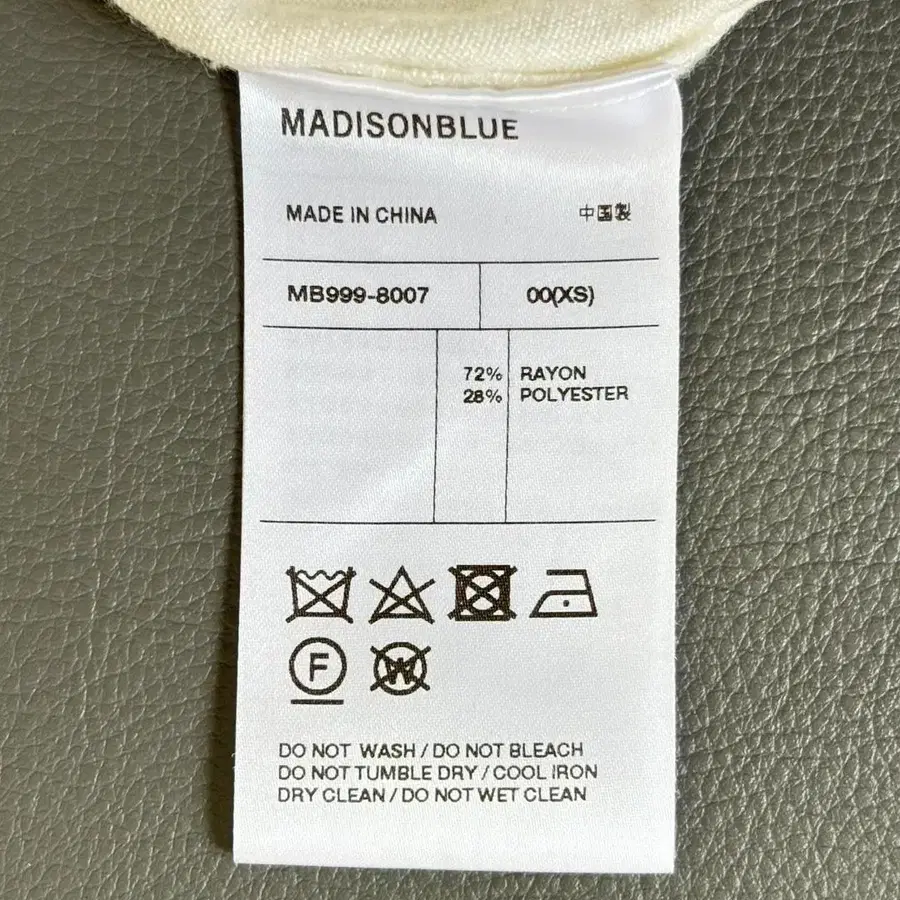 MADISONBLUE
MADE IN CHINA 中国製
MB999-8007 00(XS)
72% RAYON
28% POLYESTER
F
W
DO NOT WASH / DO NOT BLEACH
DO NOT TUMBLE DRY / COOL IRON
DRY CLEAN / DO NOT WET CLEAN